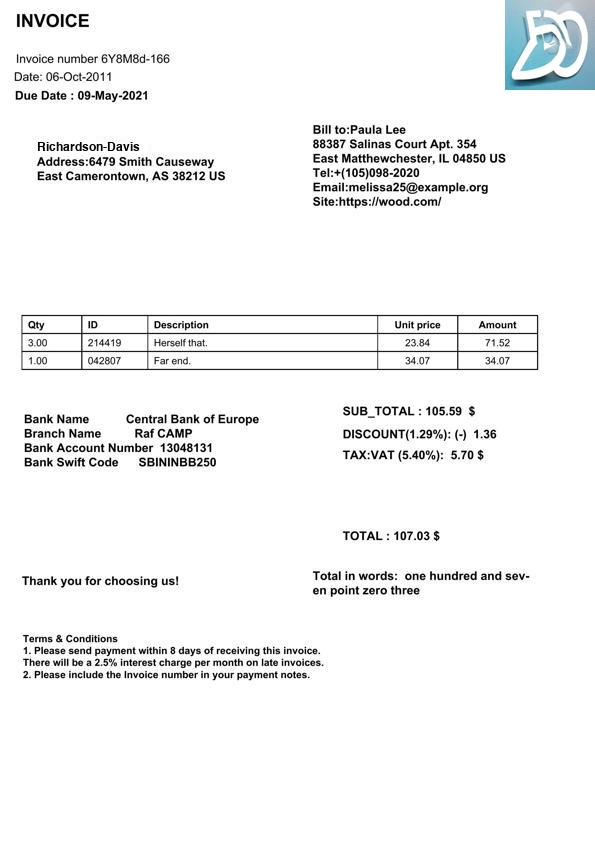 INVOICE
Invoice number 6Y8M8d-166
Date: 06-Oct-2011
Due Date : 09-May-2021
Richardson-Davis
Address:6479 Smith Causeway
East Camerontown, AS 38212 US
Bill to:Paula Lee
88387 Salinas Court Apt. 354
East Matthewchester, IL 04850 US
Tel:+(105)098-2020
Email:melissa25@example.org
Site:https://wood.com/
Qty ID Description Unit price Amount
3.00 214419 Herself that. 23.84 71.52
1.00 042807 Far end. 34.07 34.07
Bank Name Central Bank of Europe
Branch Name Raf CAMP
Bank Account Number 13048131
Bank Swift Code SBININBB250
SUB_TOTAL : 105.59 $
DISCOUNT(1.29%): (-) 1.36
TAX:VAT (5.40%): 5.70 $
TOTAL : 107.03 $
Thank you for choosing us!
Total in words: one hundred and sev-
en point zero three
Terms & Conditions
1. Please send payment within 8 days of receiving this invoice.
There will be a 2.5% interest charge per month on late invoices.
2. Please include the Invoice number in your payment notes.